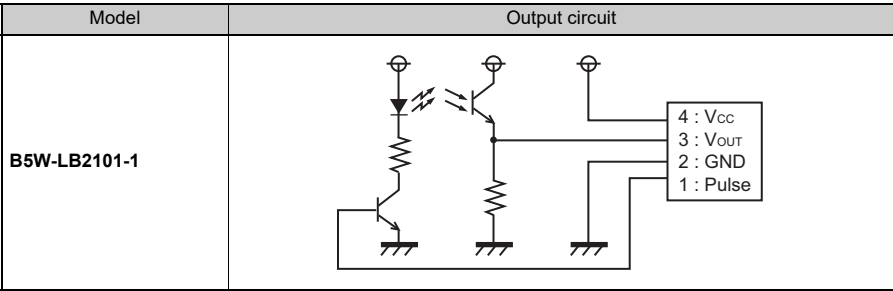 Model
Output circuit
B5W-LB2101-1
4 : Vcc
3 : VOUT
2 : GND
1 : Pulse